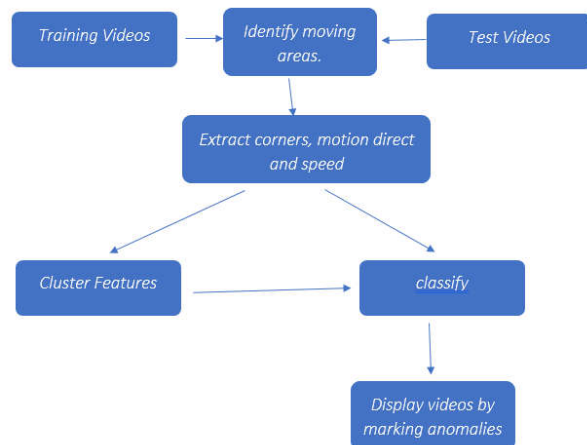 Training Videos
Identify moving
areas.
Test Videos
Extract corners, motion direct
and speed
Cluster Features
classify
Display videos by
marking anomalies